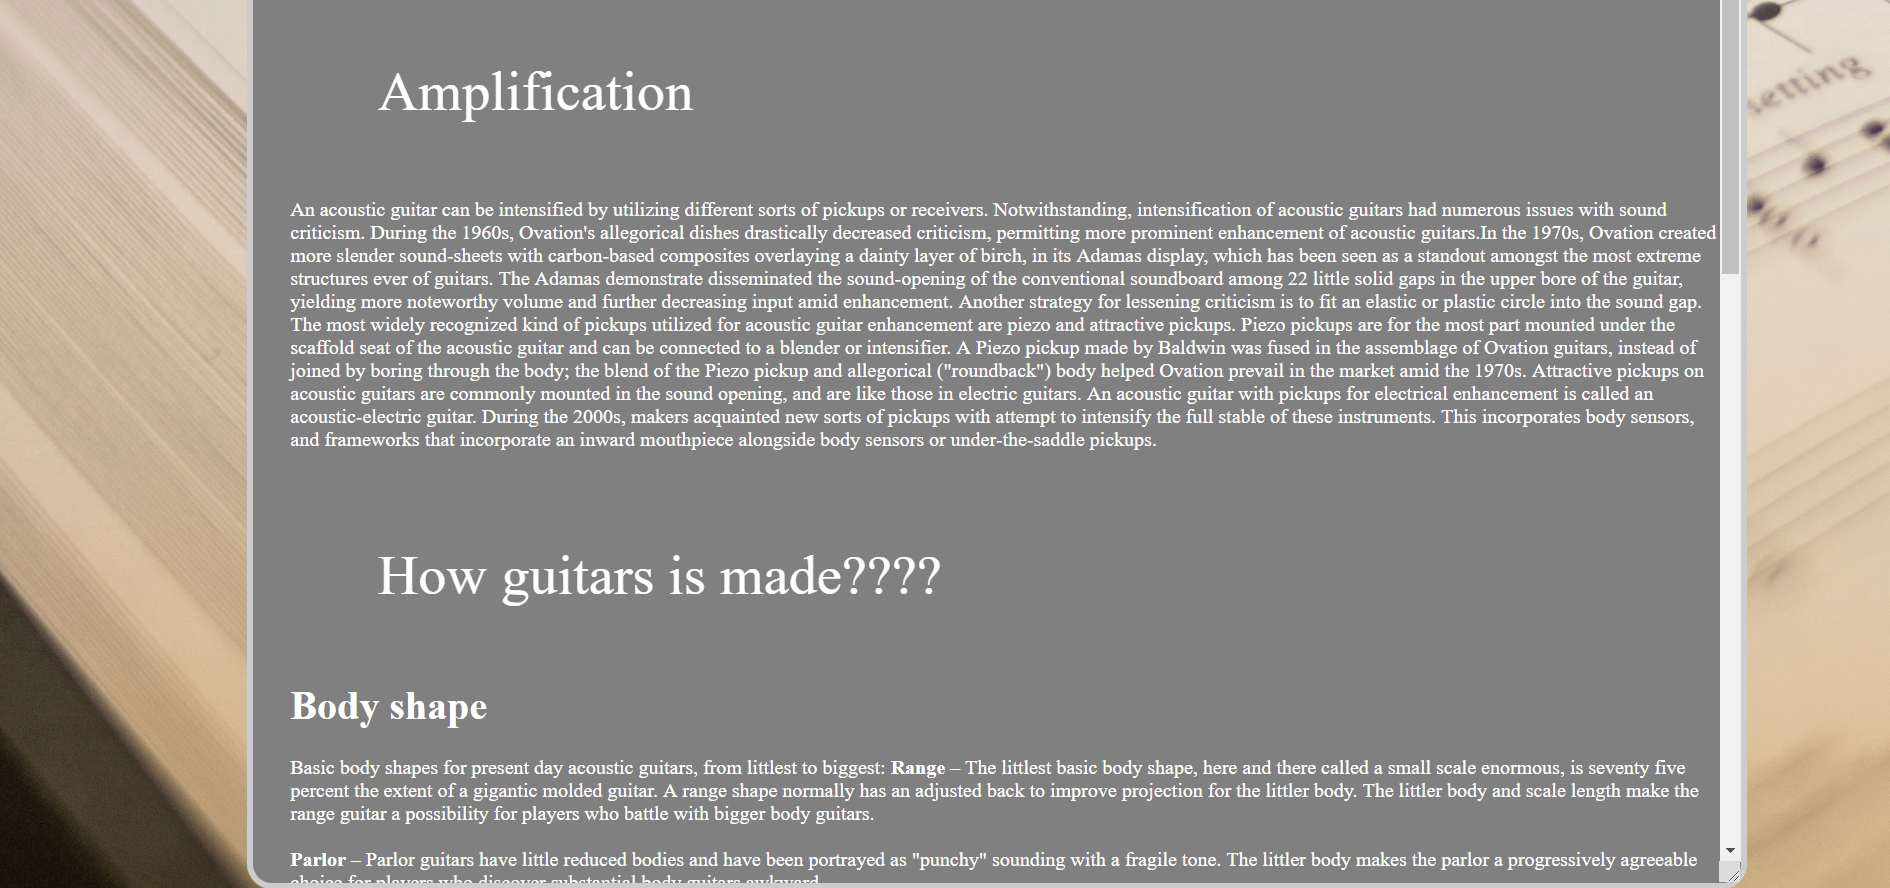 setting
Amplification
An acoustic guitar can be intensified by utilizing different sorts of pickups or receivers. Notwithstanding, intensification of acoustic guitars had numerous issues with sound
criticism. During the 1960s, Ovation's allegorical dishes drastically decreased criticism, permitting more prominent enhancement of acoustic guitars.In the 1970s, Ovation created
more slender sound-sheets with carbon-based composites overlaying a dainty layer of birch, in its Adamas display, which has been seen as a standout amongst the most extreme
structures ever of guitars. The Adamas demonstrate disseminated the sound-opening of the conventional soundboard among 22 little solid gaps in the upper bore of the guitar,
yielding more noteworthy volume and further decreasing input amid enhancement. Another strategy for lessening criticism is to fit an elastic or plastic circle into the sound gap.
The most widely recognized kind of pickups utilized for acoustic guitar enhancement are piezo and attractive pickups. Piezo pickups are for the most part mounted under the
scaffold seat of the acoustic guitar and can be connected to a blender or intensifier. A Piezo pickup made by Baldwin was fused in the assemblage of Ovation guitars, instead of
joined by boring through the body; the blend of the Piezo pickup and allegorical ("roundback") body helped Ovation prevail in the market amid the 1970s. Attractive pickups on
acoustic guitars are commonly mounted in the sound opening, and are like those in electric guitars. An acoustic guitar with pickups for electrical enhancement is called an
acoustic-electric guitar. During the 2000s, makers acquainted new sorts of pickups with attempt to intensify the full stable of these instruments. This incorporates body sensors,
and frameworks that incorporate an inward mouthpiece alongside body sensors or under-the-saddle pickups.
How guitars is made????
Body shape
Basic body shapes for present day acoustic guitars, from littlest to biggest: Range – The littlest basic body shape, here and there called a small scale enormous, is seventy five
percent the extent of a gigantic molded guitar. A range shape normally has an adjusted back to improve projection for the littler body. The littler body and scale length make the
range guitar a possibility for players who battle with bigger body guitars.
Parlor – Parlor guitars have little reduced bodies and have been portrayed as "punchy" sounding with a fragile tone. The littler body makes the parlor a progressively agreeable
choice for players who discover substantial body guitars awkward.